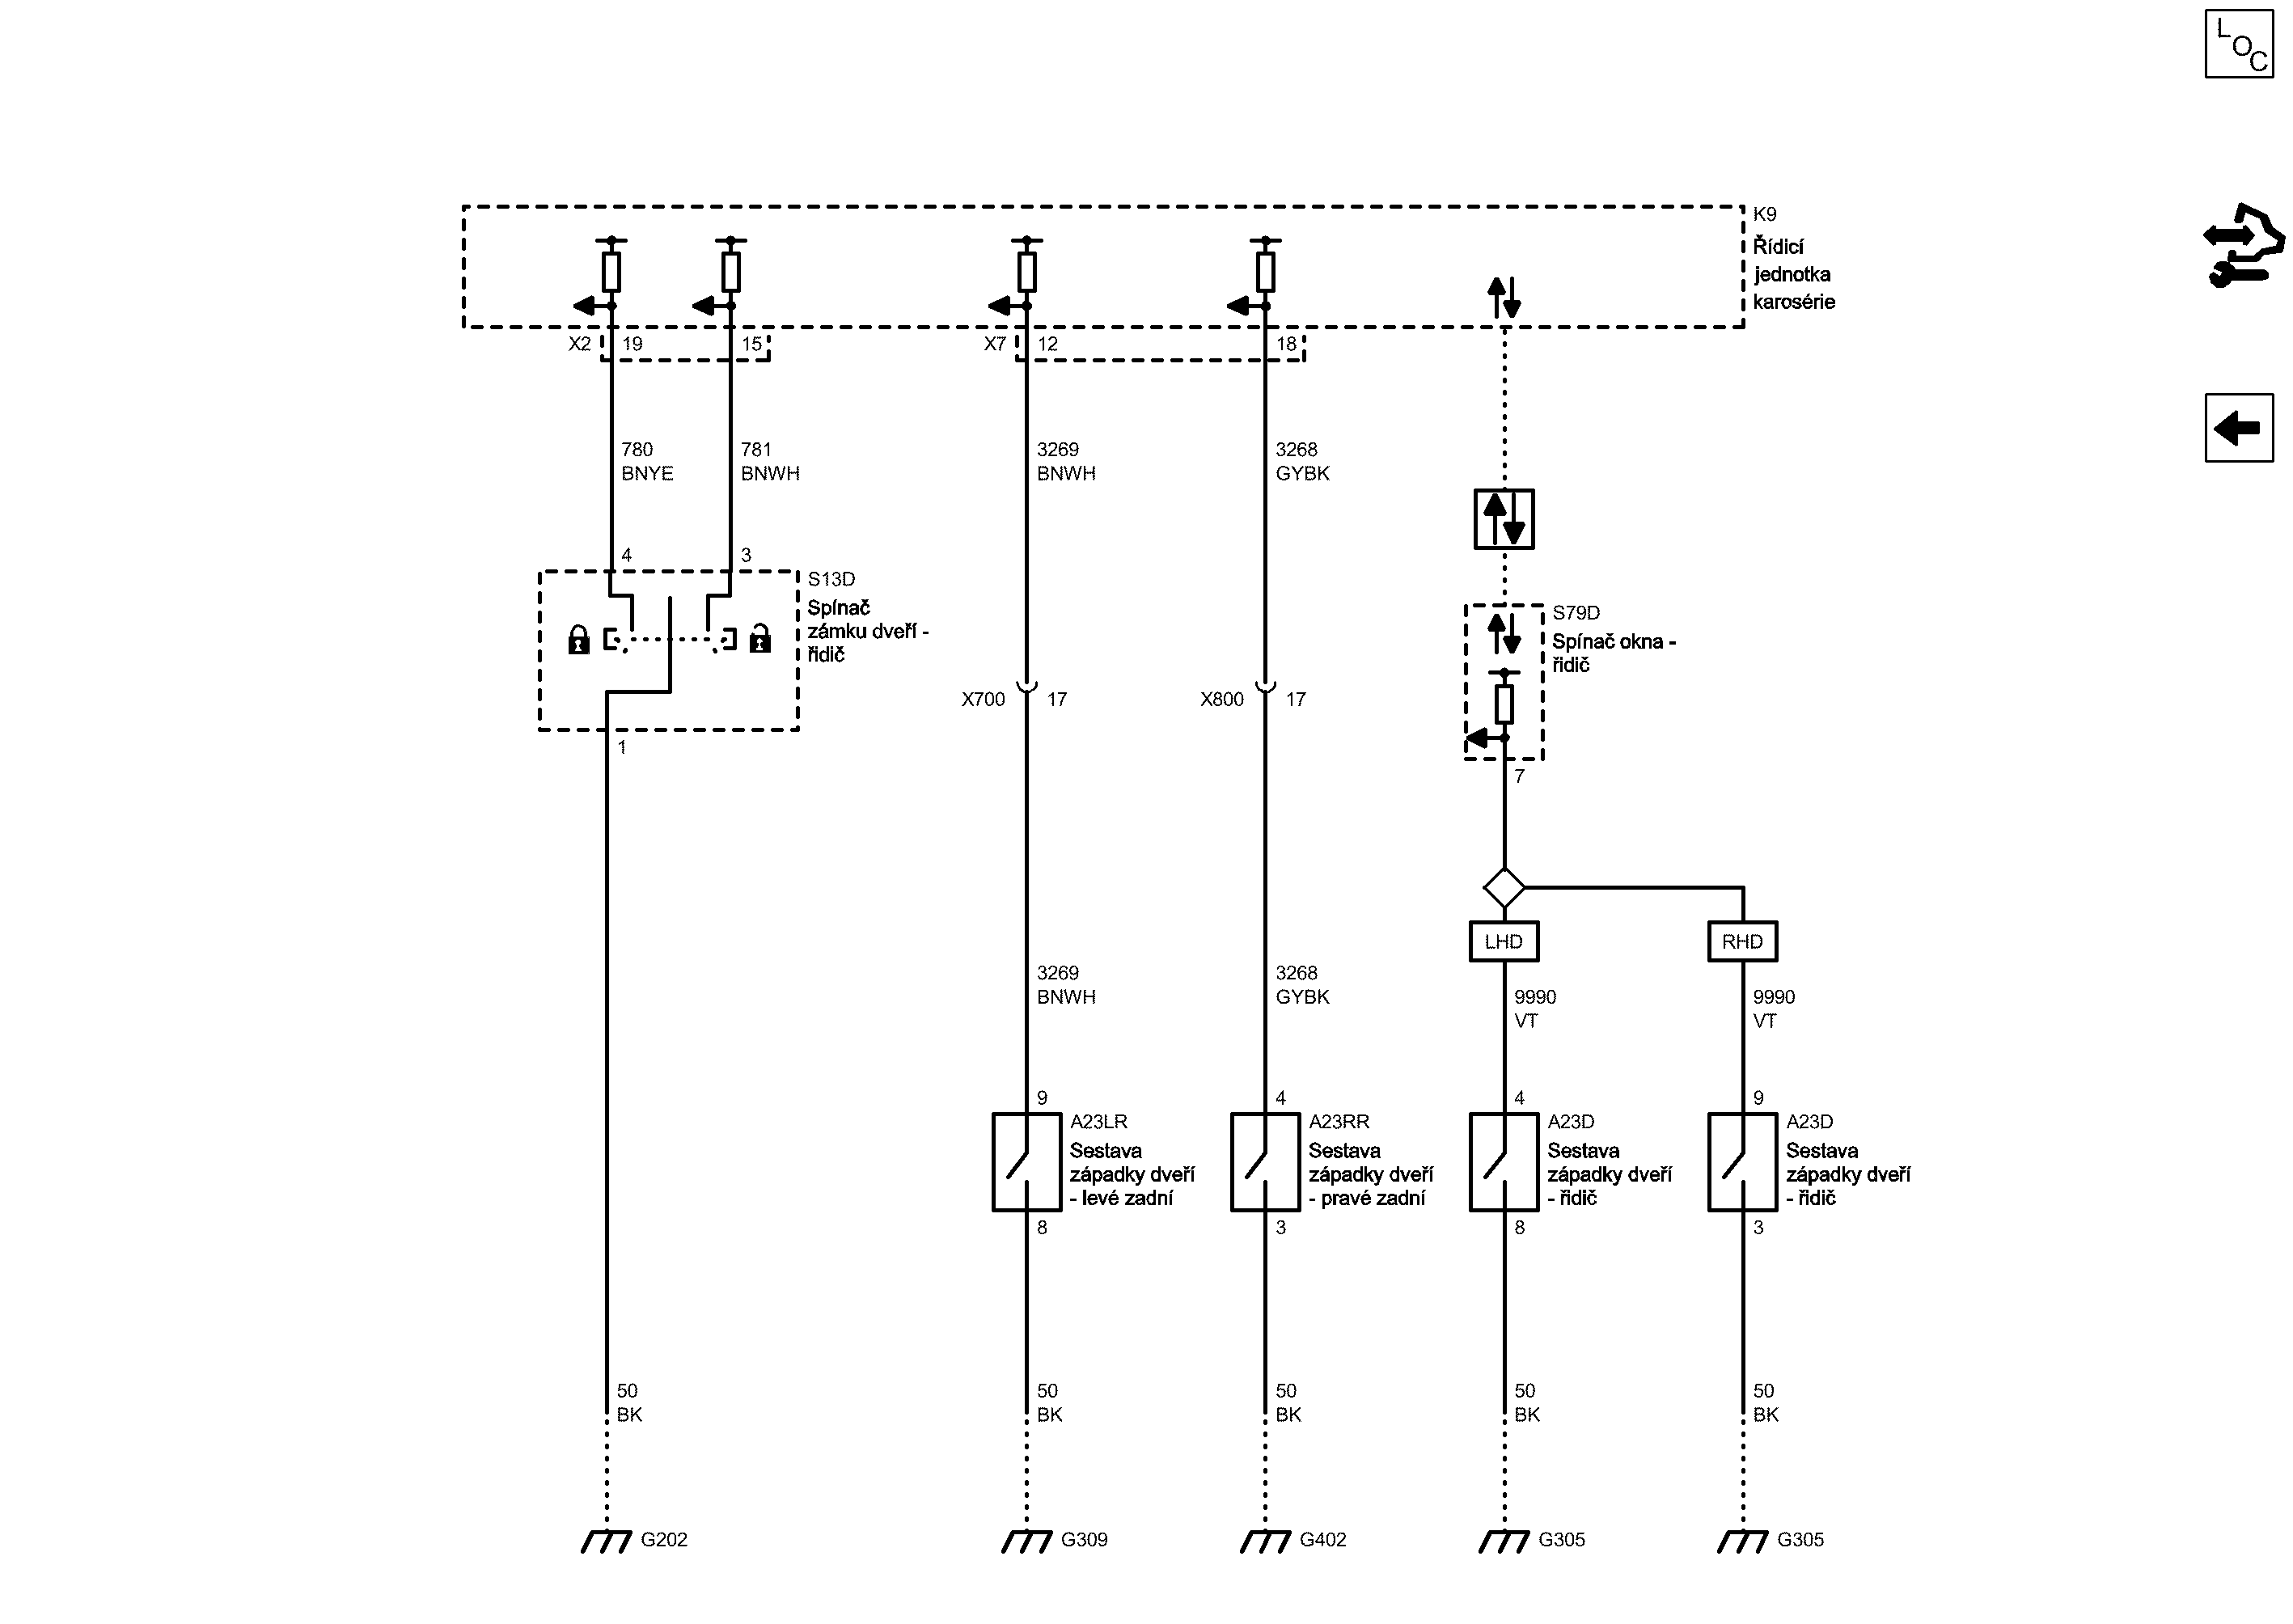 LOC
K9
Řídicí
jednotka
karosérie
X2 19 15 X7 12 18
780 781 3269 3268
BNYE BNWH BNWH GYBK
4 3
S13D
Spínač
zámku dveří -
řidič
1
S79D
Spínač okna -
řidič
X700 17 X800 17
7
LHD RHD
3269 3268
BNWH GYBK
9990 9990
VT VT
9 4 4 9
A23LR A23RR A23D A23D
Sestava Sestava Sestava Sestava
západky dveří západky dveří západky dveří západky dveří
- levé zadní - pravé zadní - řidič - řidič
8 3 8 3
50 50 50 50 50
BK BK BK BK BK
G202 G309 G402 G305 G305